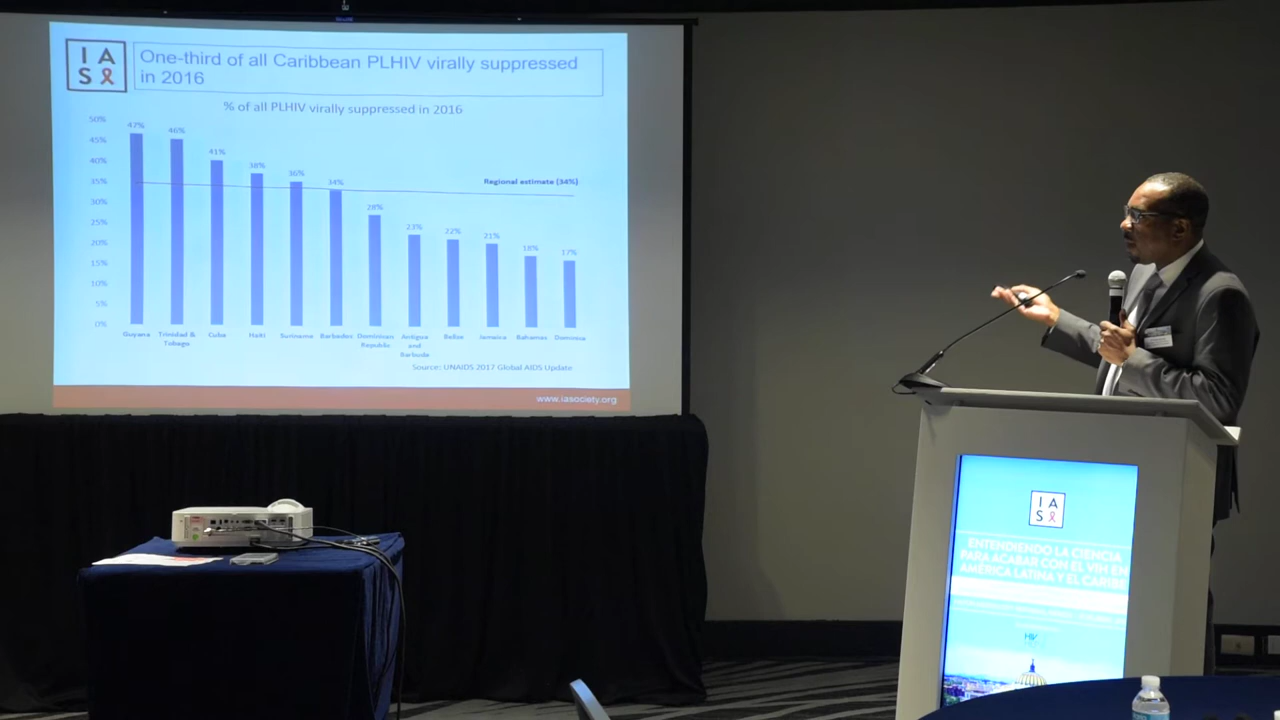 I A
S
One-third of all Caribbean PLHIV virally suppressed
in 2016
% of all PLHIV virally suppressed in 2016
50%
45%
40%
35%
30%
25%
20%
15%
10%
5%
0%
47%
46%
41%
38%
36%
34%
28%
23%
22%
21%
18%
17%
Regional estimate (34%)
Guyana
Trinidad &
Tobago
Cuba
Haiti
Suriname
Barbados
Dominican
Republic
Antigua
and
Barbuda
Belize
Jamaica
Bahamas
Dominica
Source: UNAIDS 2017 Global AIDS Update
www.iasociety.org
I A
S
ENTENDIENDO LA CIENCIA
PARA ACABAR CON EL VIH EN
AMÉRICA LATINA Y EL CARIBE
HIV